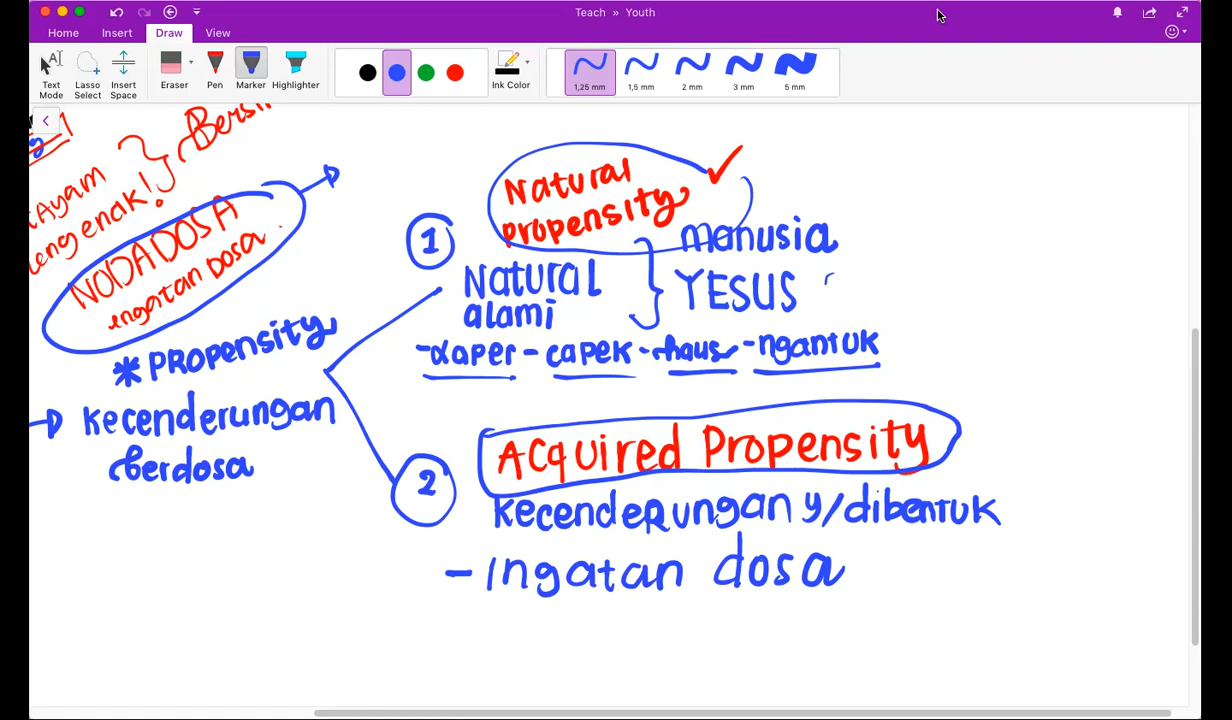 Teach » Youth
Home Insert Draw View
Text Mode
Lasso Select
Insert Space
Eraser
Pen
Marker
Highlighter
Ink Color
1,25 mm
1,5 mm
2 mm
3 mm
5 mm
Ayam
enak!
NODA DOSA
ingatan DOSA
* PROPENSITY
kecenderungan
berdosa
1
Natural
propensity
Natural
alami
manusia
YESUS
-Laper -capek -haus -ngantuk
2
Acquired Propensity
kecenderungan y/dibentuk
- Ingatan dosa